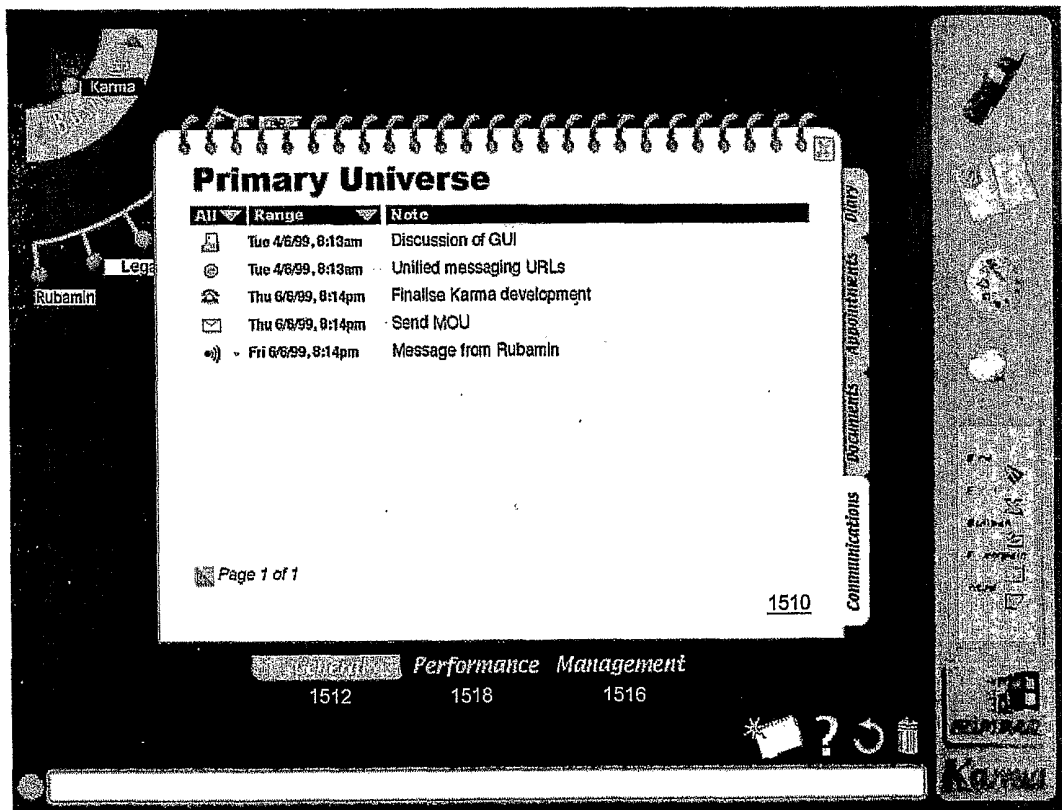 Karma
Primary Universe
All Range Note
Tue 4/6/99, 8:13am Discussion of GUI
Tue 4/6/99, 8:13am Unified messaging URLs
Thu 6/6/99, 8:14pm Finalise Karma development
Thu 6/6/99, 8:14pm Send MOU
Fri 6/6/99, 8:14pm Message from Rubamin
Diary
Appointments
Documents
Communications
Lega
Rubamin
Page 1 of 1
1510
General Performance Management
1512 1518 1516
Karma